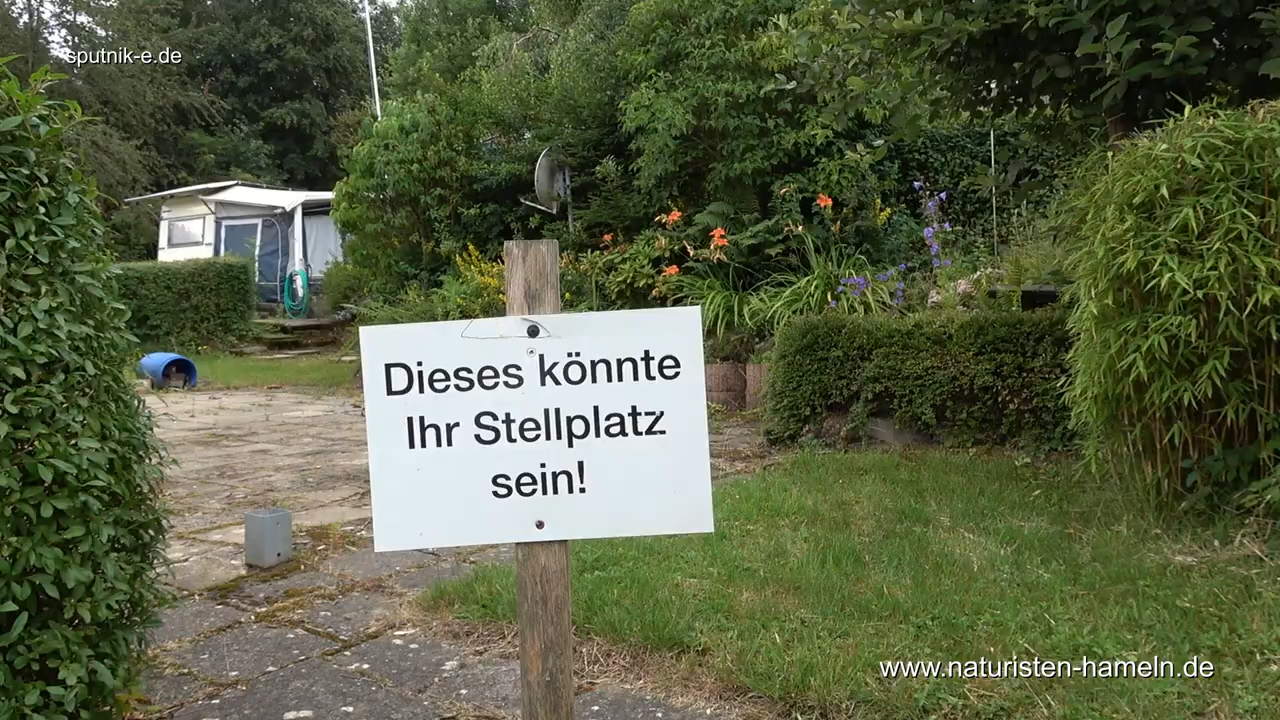 sputnik-e.de
Dieses könnte
Ihr Stellplatz
sein!
www.naturisten-hameln.de